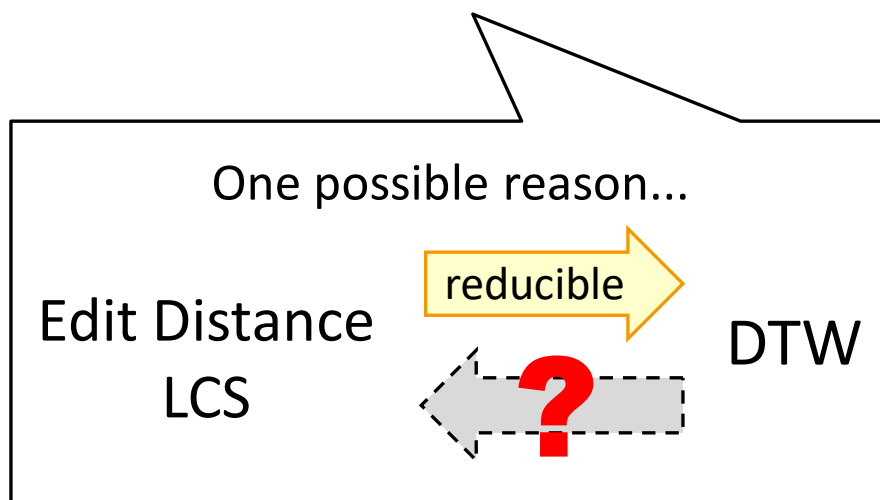 One possible reason...
reducible
Edit Distance
LCS
DTW
?